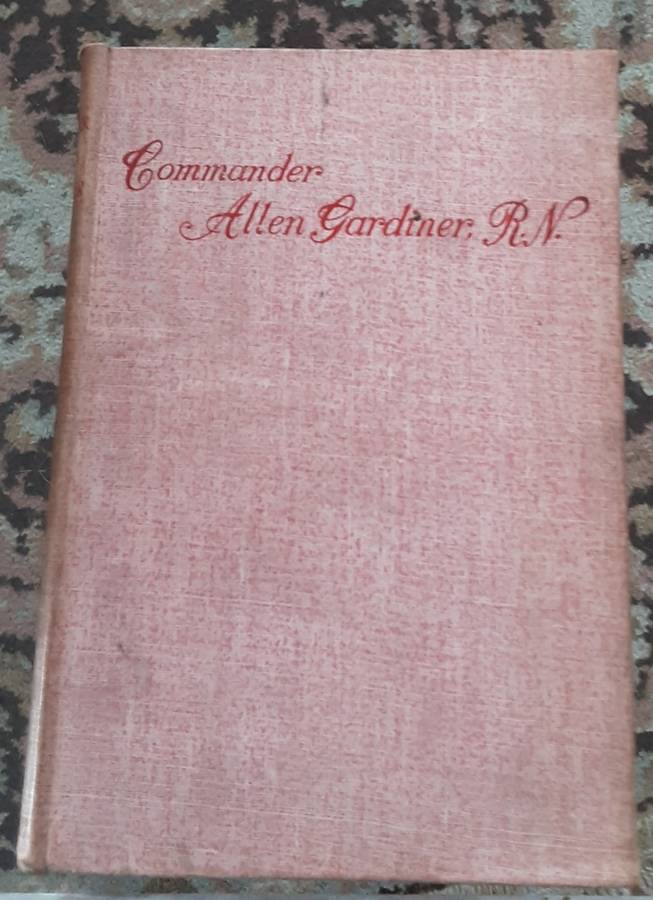 Commander
Allen Gardiner, R.N.